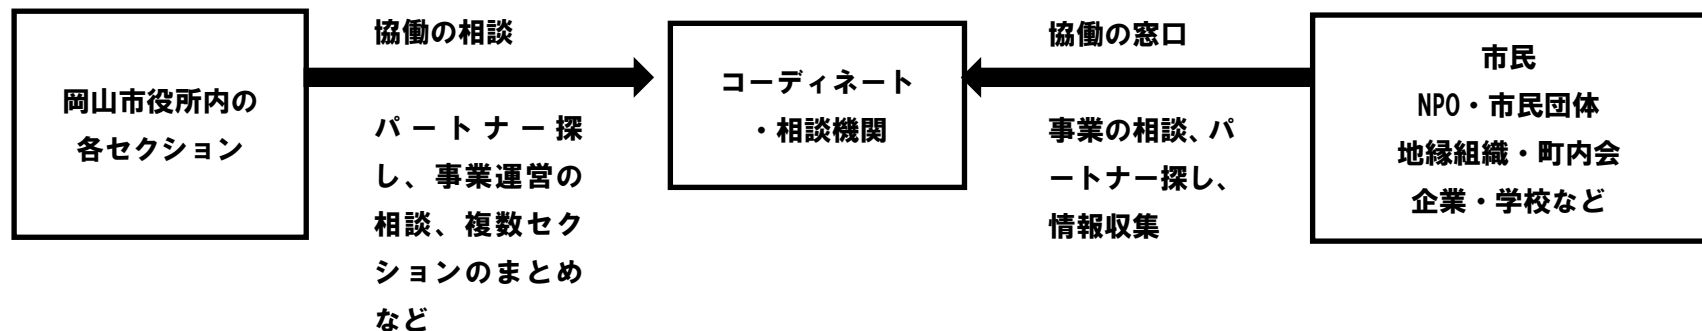 岡山市役所内の
各セクション
協働の相談
パートナー探
し、事業運営の
相談、複数セク
ションのまとめ
など
コーディネート
・相談機関
協働の窓口
事業の相談、パ
ートナー探し、
情報収集
市民
NPO・市民団体
地縁組織・町内会
企業・学校など